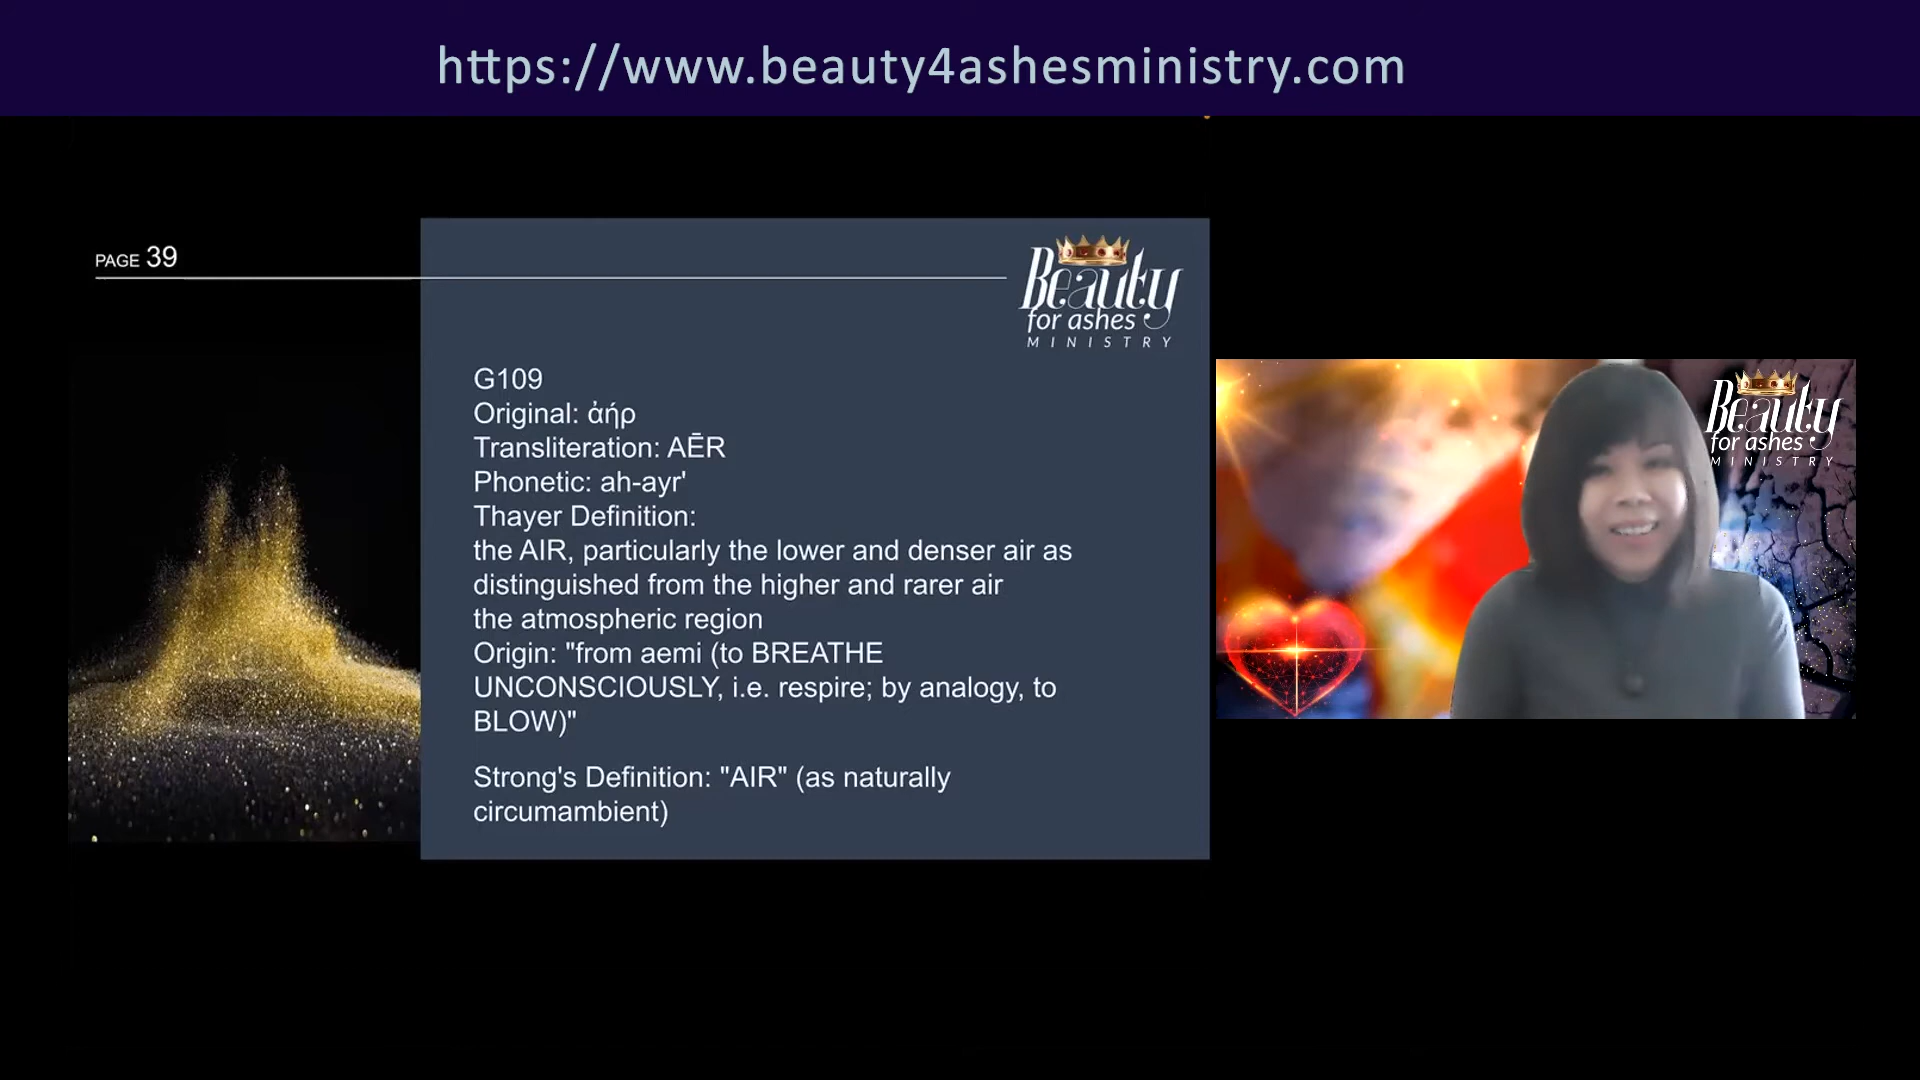 https://www.beauty4ashesministry.com
PAGE 39
Beauty
for ashes
MINISTRY
G109
Original: ἀήρ
Transliteration: AĒR
Phonetic: ah-ayr'
Thayer Definition:
the AIR, particularly the lower and denser air as
distinguished from the higher and rarer air
the atmospheric region
Origin: "from aemi (to BREATHE
UNCONSCIOUSLY, i.e. respire; by analogy, to
BLOW)"
Strong's Definition: "AIR" (as naturally
circumambient)
Beauty
for ashes
MINISTRY